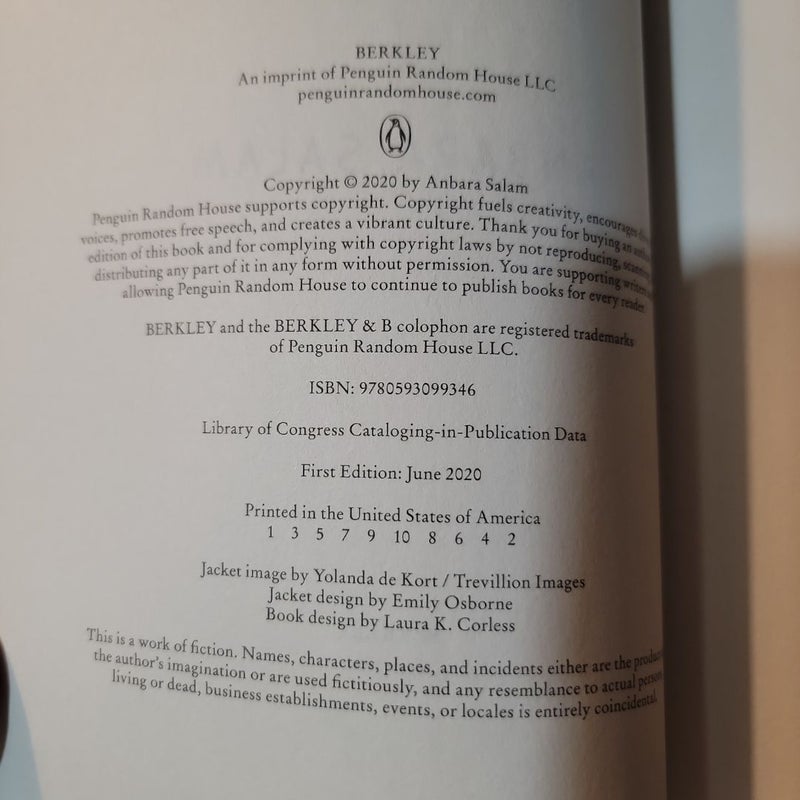 BERKLEY
An imprint of Penguin Random House LLC
penguinrandomhouse.com
Copyright © 2020 by Anbara Salam
Penguin Random House supports copyright. Copyright fuels creativity, encourages
voices, promotes free speech, and creates a vibrant culture. Thank you for buying an
edition of this book and for complying with copyright laws by not reproducing,
distributing any part of it in any form without permission. You are supporting writers
allowing Penguin Random House to continue to publish books for every reader.
BERKLEY and the BERKLEY & B colophon are registered trademarks
of Penguin Random House LLC.
ISBN: 9780593099346
Library of Congress Cataloging-in-Publication Data
First Edition: June 2020
Printed in the United States of America
1 3 5 7 9 10 8 6 4 2
Jacket image by Yolanda de Kort / Trevillion Images
Jacket design by Emily Osborne
Book design by Laura K. Corless
This is a work of fiction. Names, characters, places, and incidents either are the
the author's imagination or are used fictitiously, and any resemblance to actual
living or dead, business establishments, events, or locales is entirely coincidental.